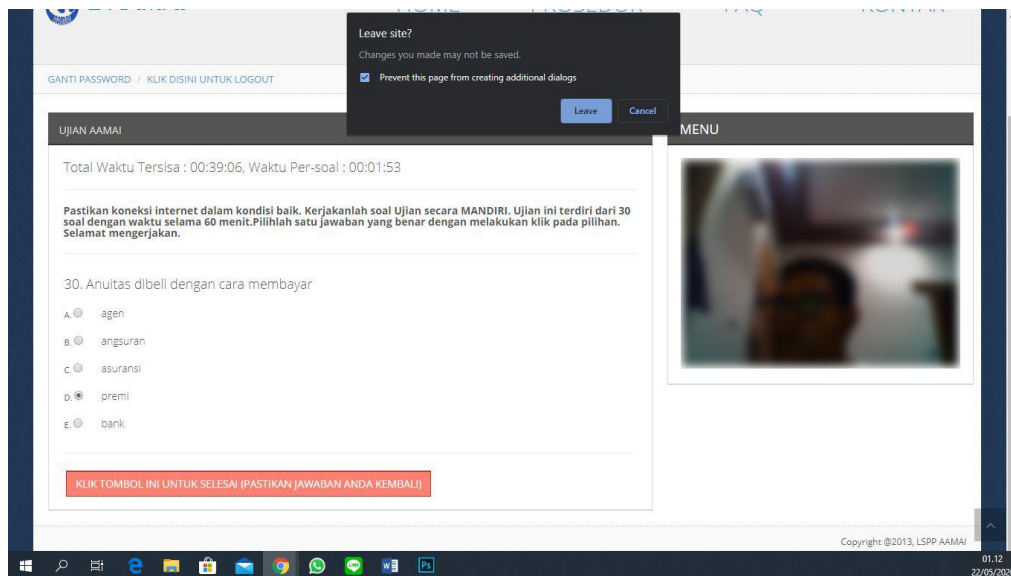 Leave site?
Changes you made may not be saved.
Prevent this page from creating additional dialogs
Leave Cancel
GANTI PASSWORD / KLIK DISINI UNTUK LOGOUT
UJIAN AAMAI
MENU
Total Waktu Tersisa : 00:39:06, Waktu Per-soal : 00:01:53
Pastikan koneksi internet dalam kondisi baik. Kerjakanlah soal Ujian secara MANDIRI. Ujian ini terdiri dari 30
soal dengan waktu selama 60 menit.Pilihlah satu jawaban yang benar dengan melakukan klik pada pilihan.
Selamat mengerjakan.
30. Anuitas dibeli dengan cara membayar
A. agen
B. angsuran
C. asuransi
D. premi
E. bank
KLIK TOMBOL INI UNTUK SELESAI (PASTIKAN JAWABAN ANDA KEMBALI)
Copyright @2013, LSPP AAMAI
01.12